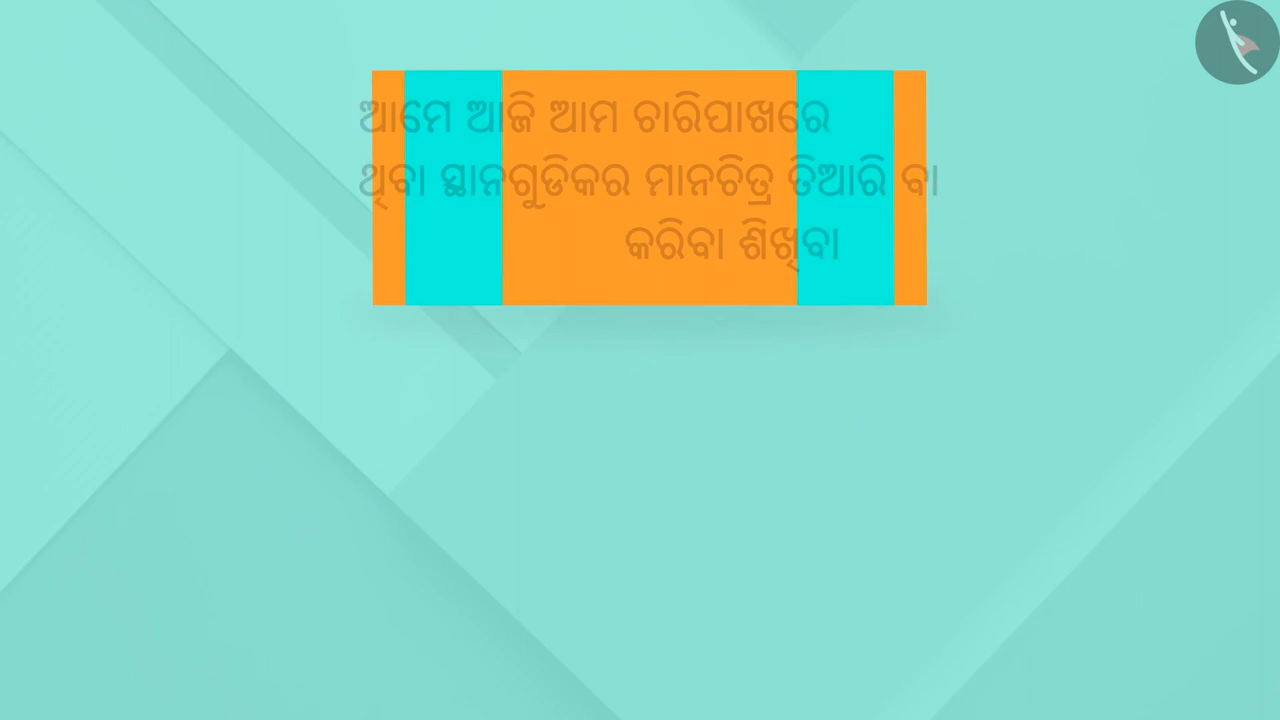 ଆମେ ଆଜି ଆମ ଚାରିପାଖରେ
ଥିବା ସ୍ଥାନଗୁଡିକର ମାନଚିତ୍ର ତିଆରି ବା
କରିବା ଶିଖିବା